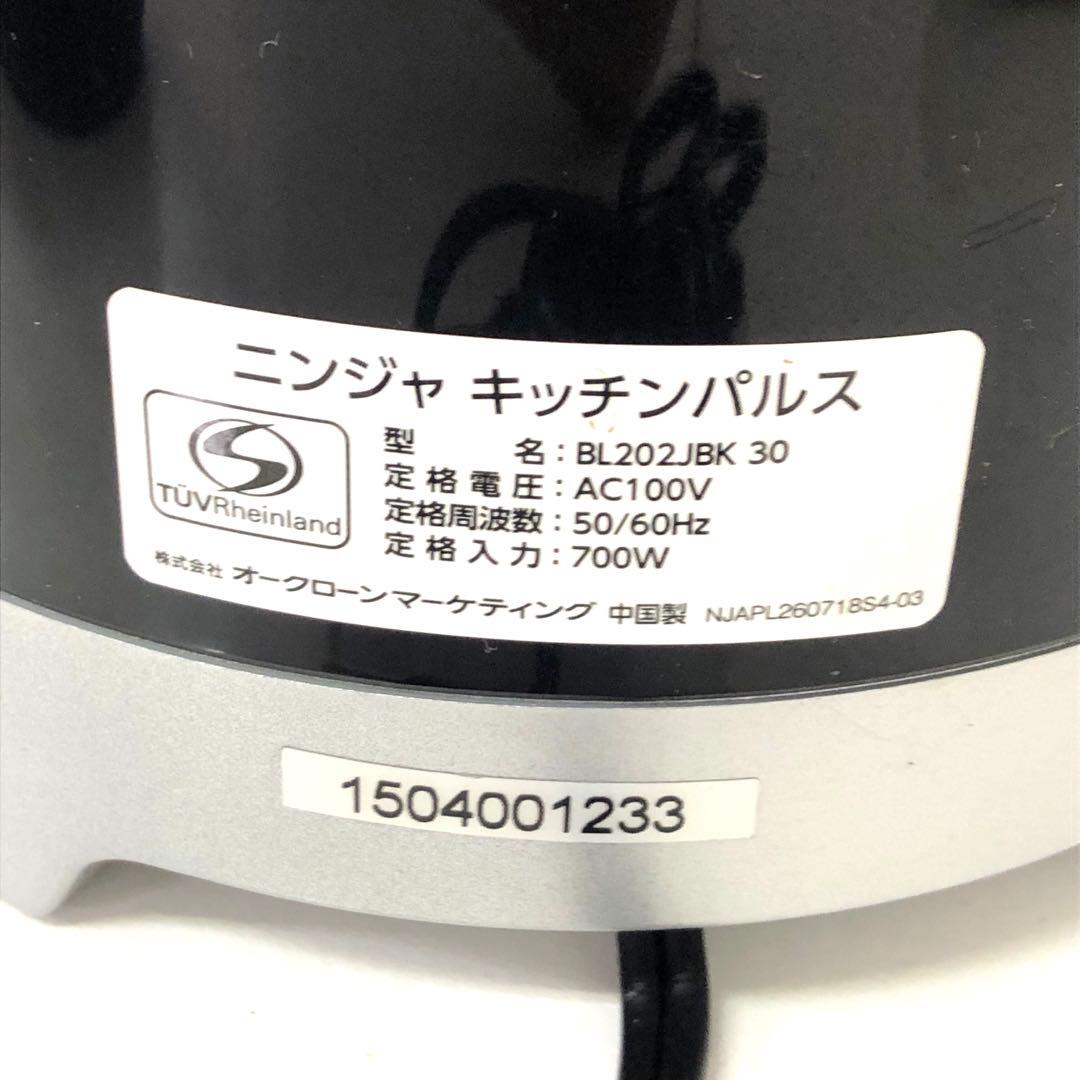 ニンジャ キッチンパルス
TÜVRheinland
型名：BL202JBK 30
定格電圧：AC100V
定格周波数：50/60Hz
定格入力：700W
株式会社 オークローンマーケティング 中国製 NJAPL260718S4-03
1504001233